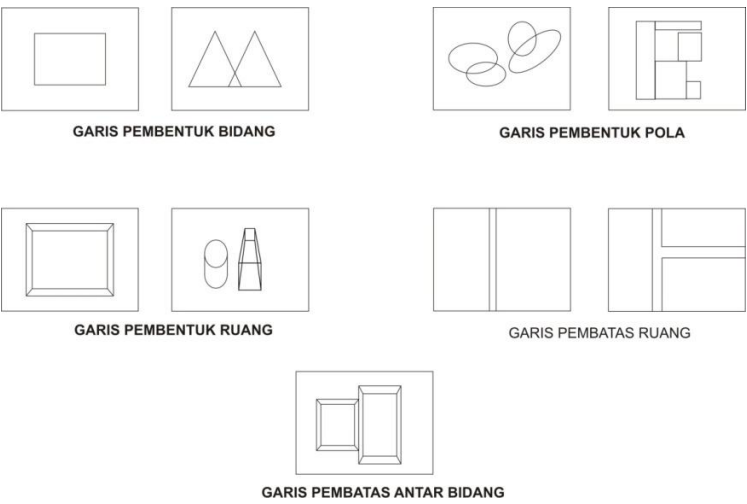 GARIS PEMBENTUK BIDANG
GARIS PEMBENTUK POLA
GARIS PEMBENTUK RUANG
GARIS PEMBATAS RUANG
GARIS PEMBATAS ANTAR BIDANG